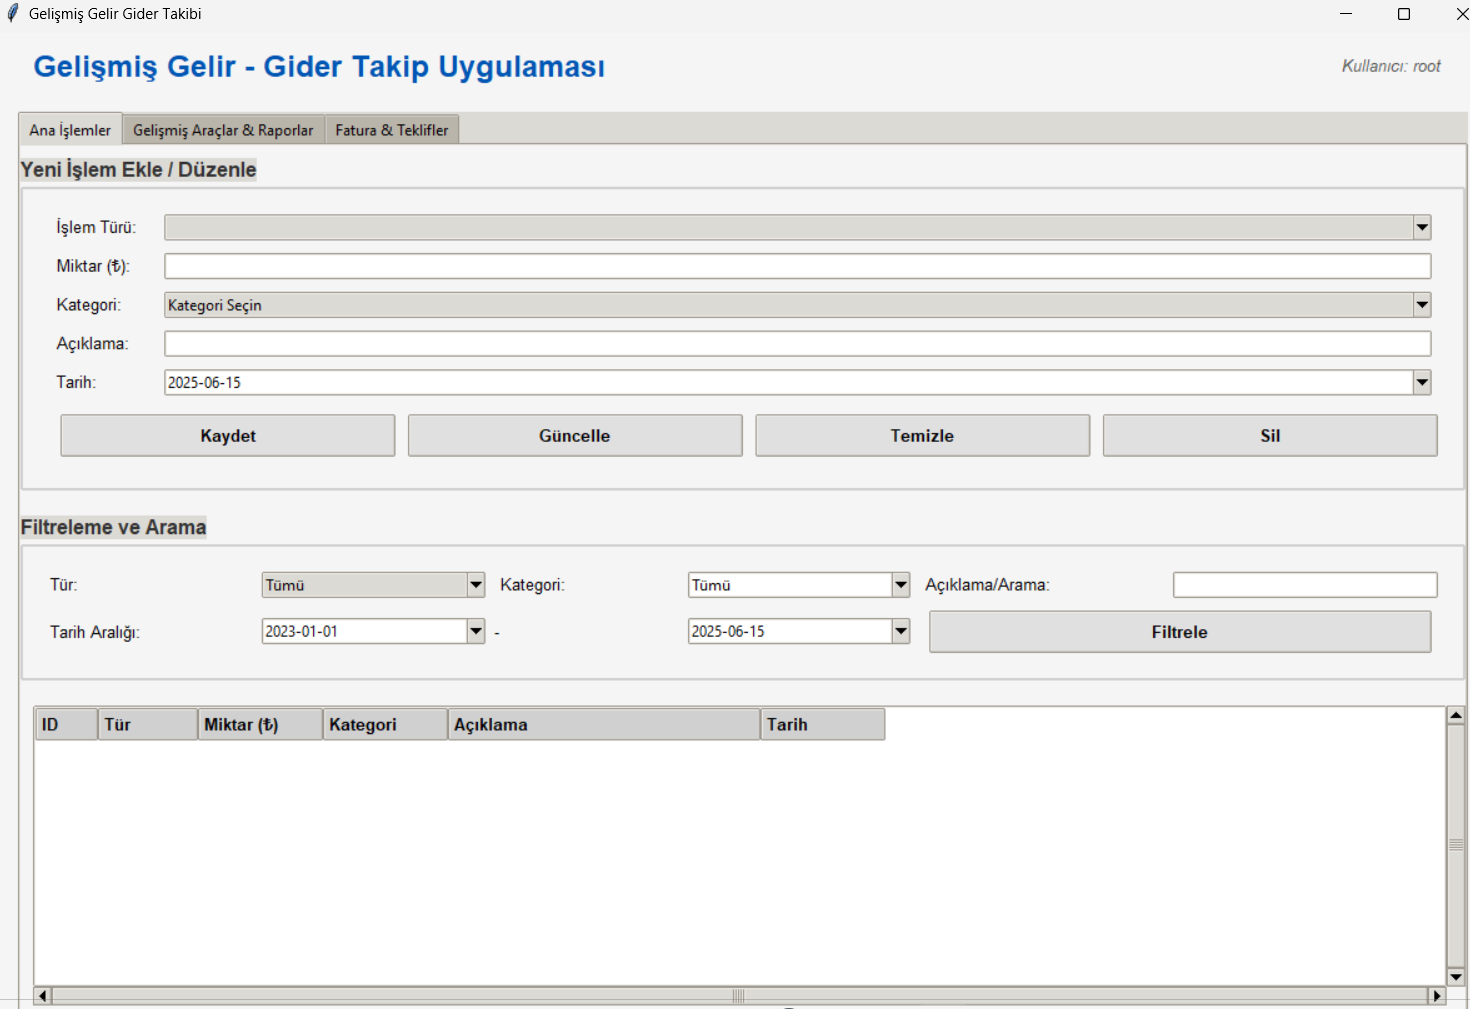 Gelişmiş Gelir Gider Takibi
Gelişmiş Gelir - Gider Takip Uygulaması
Kullanıcı: root
Ana İşlemler Gelişmiş Araçlar & Raporlar Fatura & Teklifler
Yeni İşlem Ekle / Düzenle
İşlem Türü:
Miktar (₺):
Kategori: Kategori Seçin
Açıklama:
Tarih: 2025-06-15
Kaydet Güncelle Temizle Sil
Filtreleme ve Arama
Tür: Tümü Kategori: Tümü Açıklama/Arama:
Tarih Aralığı: 2023-01-01 - 2025-06-15 Filtrele
ID Tür Miktar (₺) Kategori Açıklama Tarih